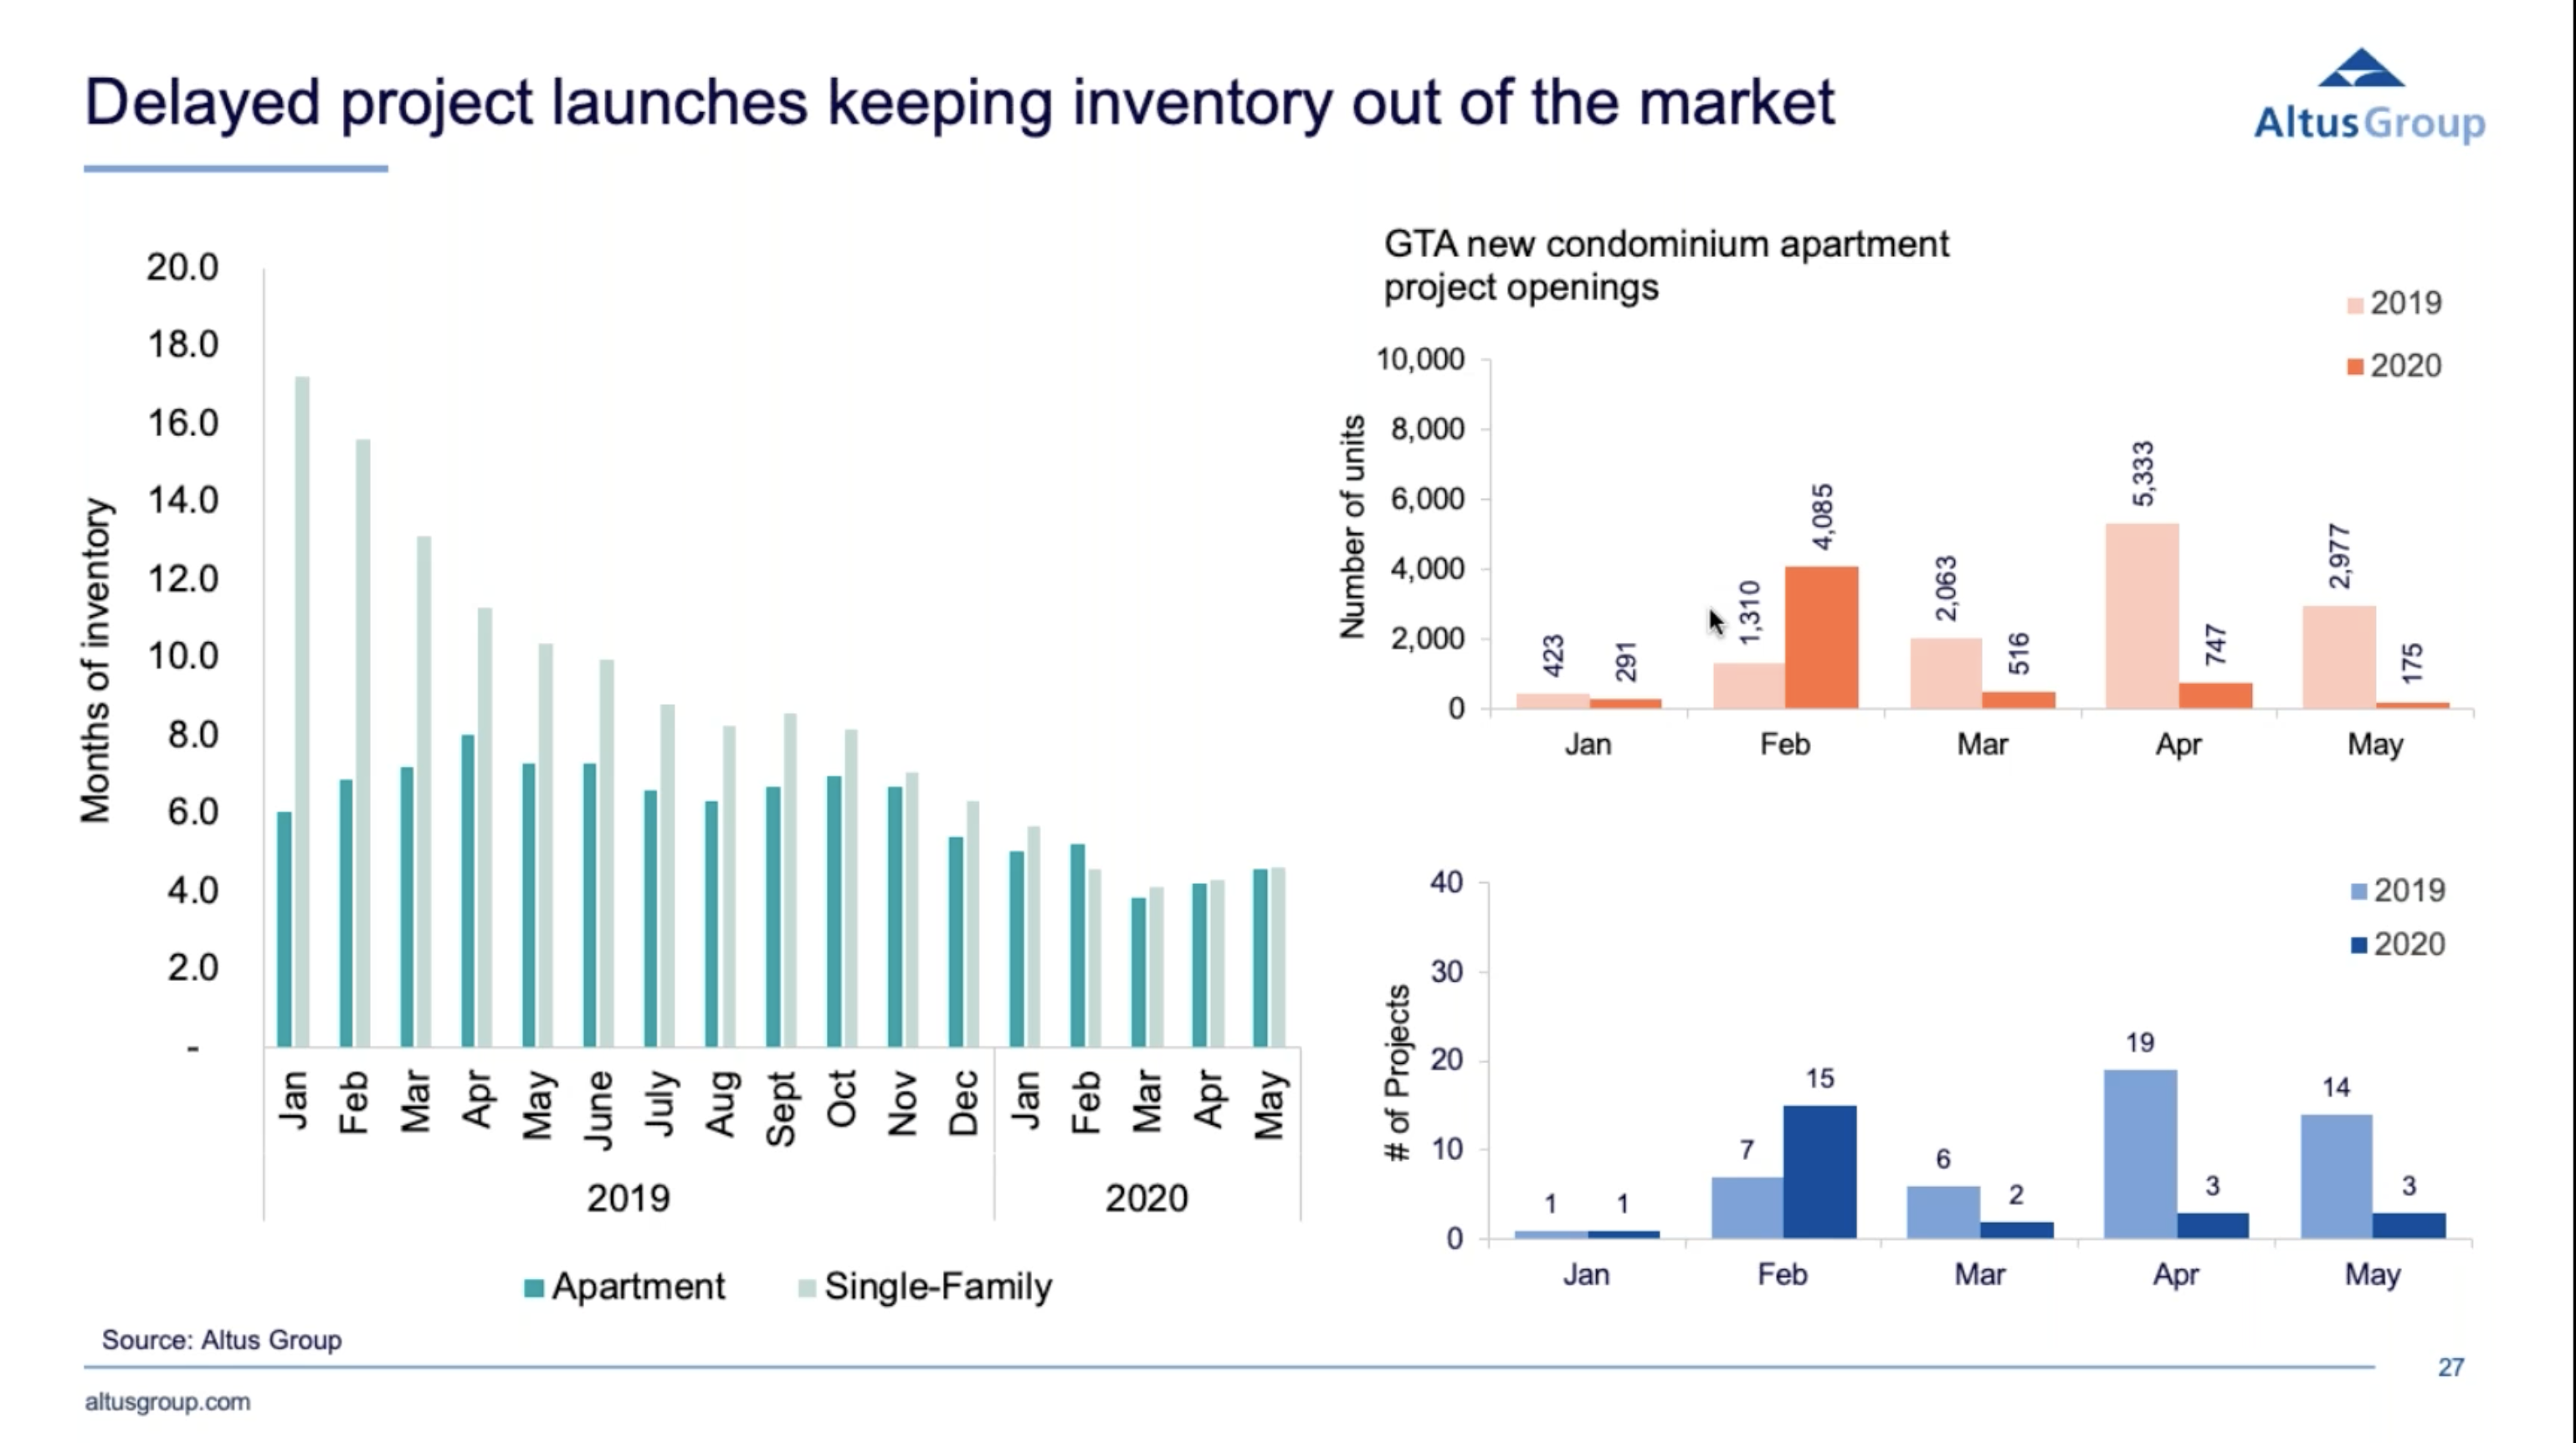 Delayed project launches keeping inventory out of the market
AltusGroup
Months of inventory
20.0
18.0
16.0
14.0
12.0
10.0
8.0
6.0
4.0
2.0
-
Jan
Feb
Mar
Apr
May
June
July
Aug
Sept
Oct
Nov
Dec
Jan
Feb
Mar
Apr
May
2019
2020
Apartment
Single-Family
GTA new condominium apartment
project openings
2019
2020
Number of units
10,000
8,000
6,000
4,000
2,000
0
423
291
1,310
4,085
2,063
516
5,333
747
2,977
175
Jan
Feb
Mar
Apr
May
2019
2020
# of Projects
40
30
20
10
0
1
1
7
15
6
2
19
3
14
3
Jan
Feb
Mar
Apr
May
Source: Altus Group
27
altusgroup.com